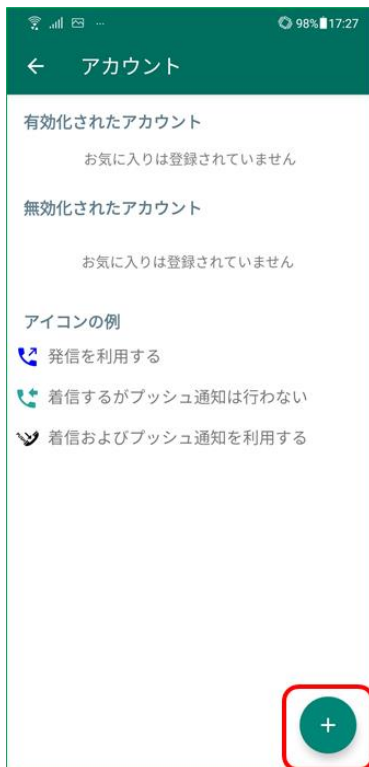 98% 17:27
アカウント
有効化されたアカウント
お気に入りは登録されていません
無効化されたアカウント
お気に入りは登録されていません
アイコンの例
発信を利用する
着信するがプッシュ通知は行わない
着信およびプッシュ通知を利用する